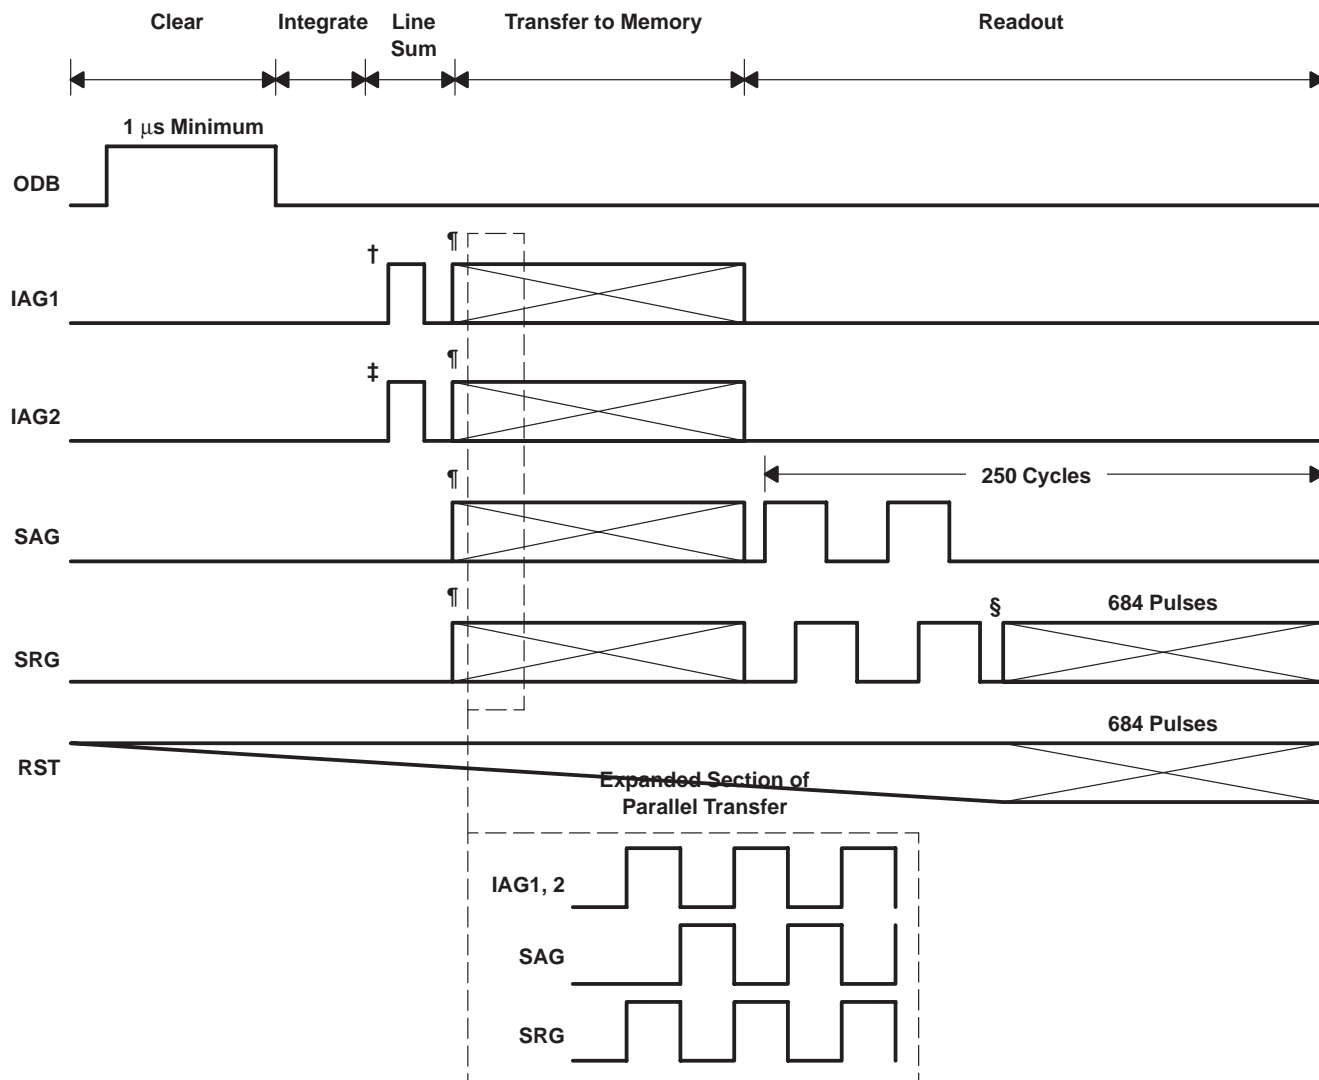 Clear
Integrate
Line
Sum
Transfer to Memory
Readout
1 μs Minimum
ODB
†
¶
IAG1
‡
¶
IAG2
¶
250 Cycles
SAG
¶
§
684 Pulses
SRG
684 Pulses
RST
Expanded Section of
Parallel Transfer
IAG1, 2
SAG
SRG